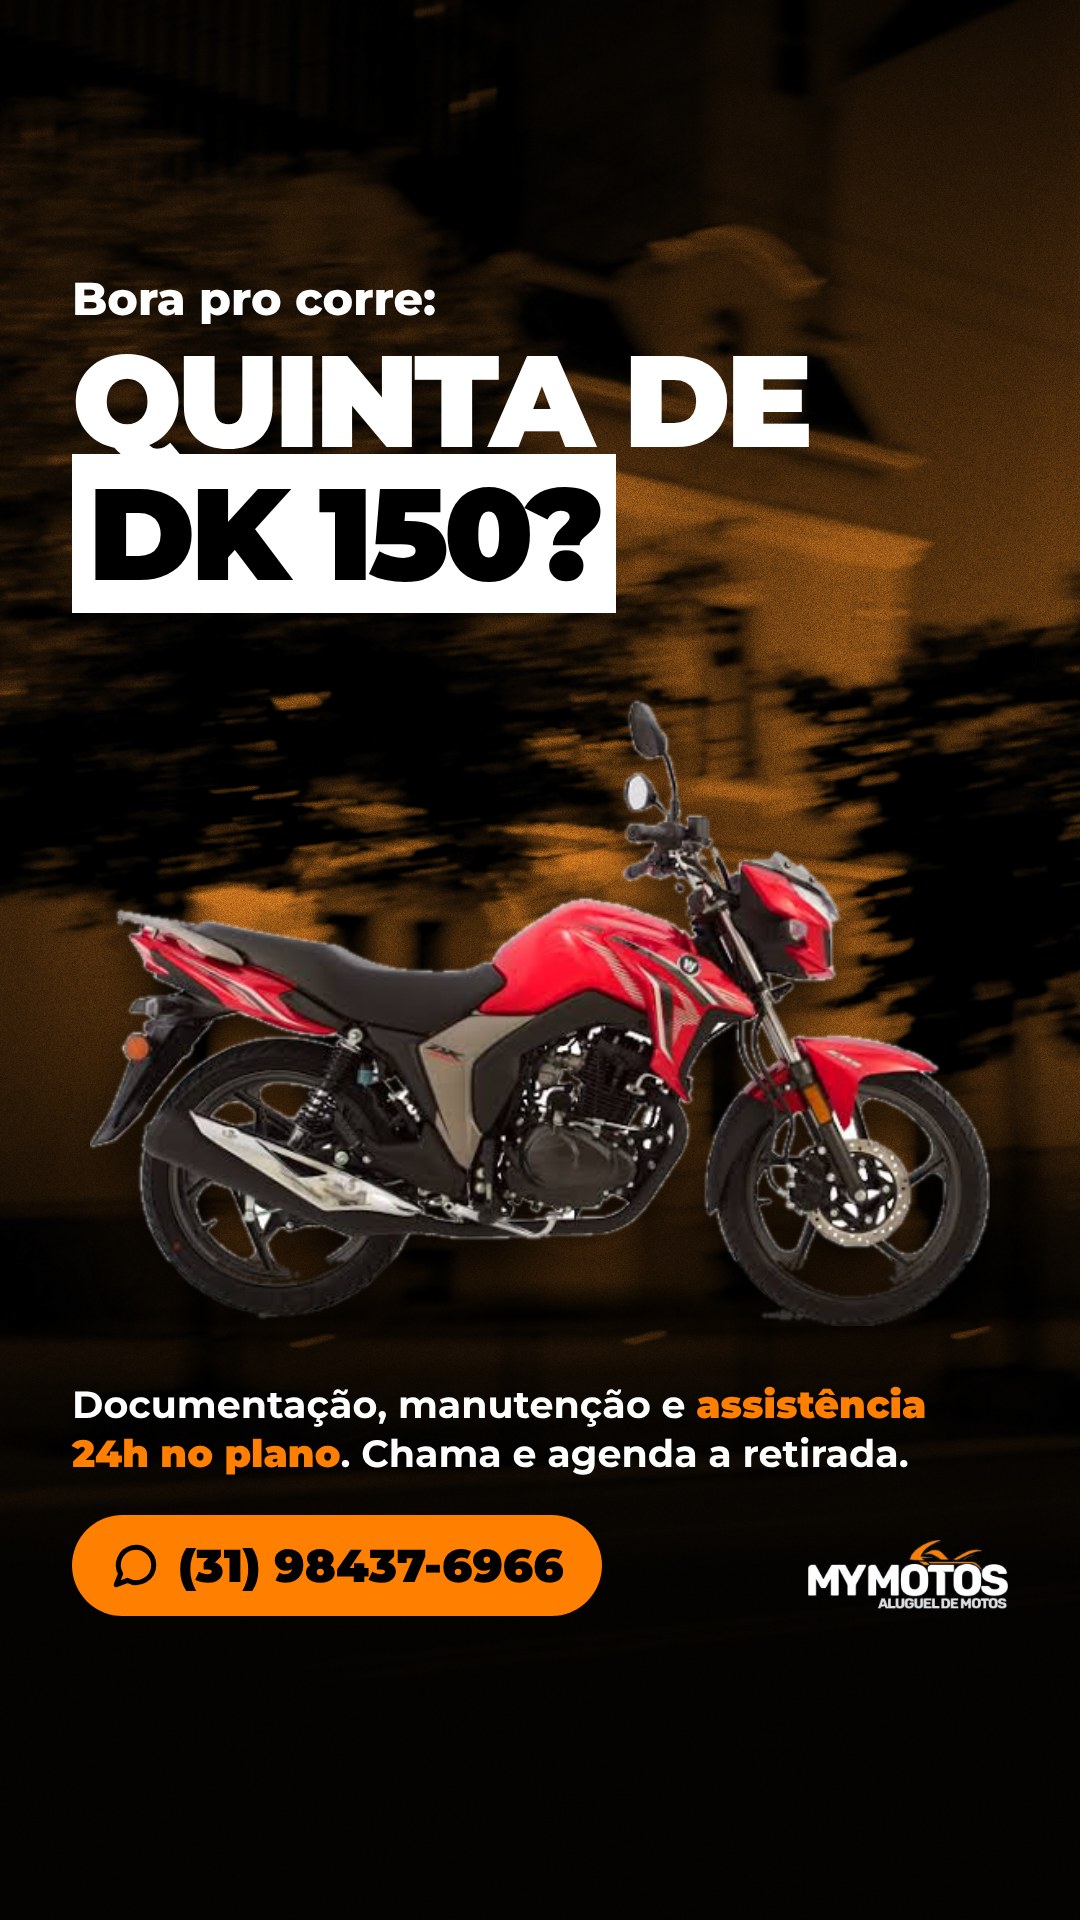 Bora pro corre:
QUINTA DE
DK 150?
Documentação, manutenção e assistência
24h no plano. Chama e agenda a retirada.
(31) 98437-6966
MYMOTOS
ALUGUEL DE MOTOS